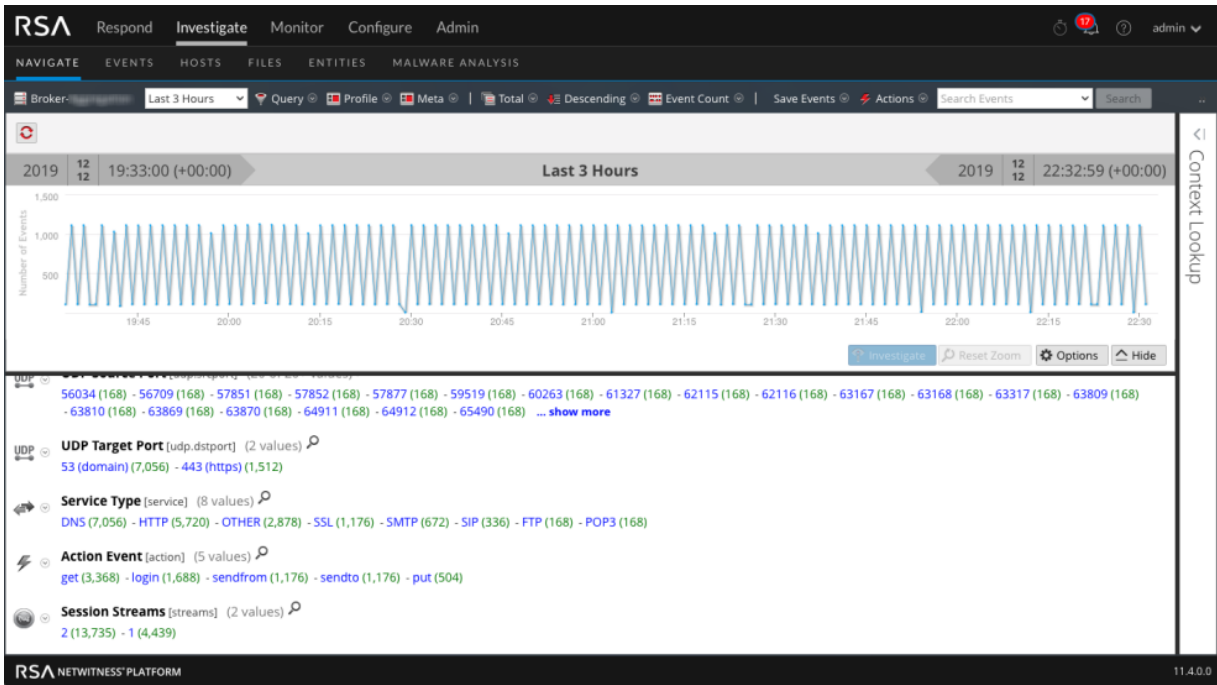 RSA Respond Investigate Monitor Configure Admin 17 admin
NAVIGATE EVENTS HOSTS FILES ENTITIES MALWARE ANALYSIS
Broker- Last 3 Hours Query Profile Meta | Total Descending Event Count | Save Events Actions Search Events Search ..
Context Lookup
2019 12 12 19:33:00 (+00:00) Last 3 Hours 2019 12 12 22:32:59 (+00:00)
Number of Events
1,500
1,000
500
19:45 20:00 20:15 20:30 20:45 21:00 21:15 21:30 21:45 22:00 22:15 22:30
Investigate Reset Zoom Options Hide
UDP
56034 (168) - 56709 (168) - 57851 (168) - 57852 (168) - 57877 (168) - 59519 (168) - 60263 (168) - 61327 (168) - 62115 (168) - 62116 (168) - 63167 (168) - 63168 (168) - 63317 (168) - 63809 (168)
- 63810 (168) - 63869 (168) - 63870 (168) - 64911 (168) - 64912 (168) - 65490 (168) ... show more
UDP UDP Target Port [udp.dstport] (2 values)
53 (domain) (7,056) - 443 (https) (1,512)
Service Type [service] (8 values)
DNS (7,056) - HTTP (5,720) - OTHER (2,878) - SSL (1,176) - SMTP (672) - SIP (336) - FTP (168) - POP3 (168)
Action Event [action] (5 values)
get (3,368) - login (1,688) - sendfrom (1,176) - sendto (1,176) - put (504)
Session Streams [streams] (2 values)
2 (13,735) - 1 (4,439)
RSA NETWITNESS® PLATFORM 11.4.0.0